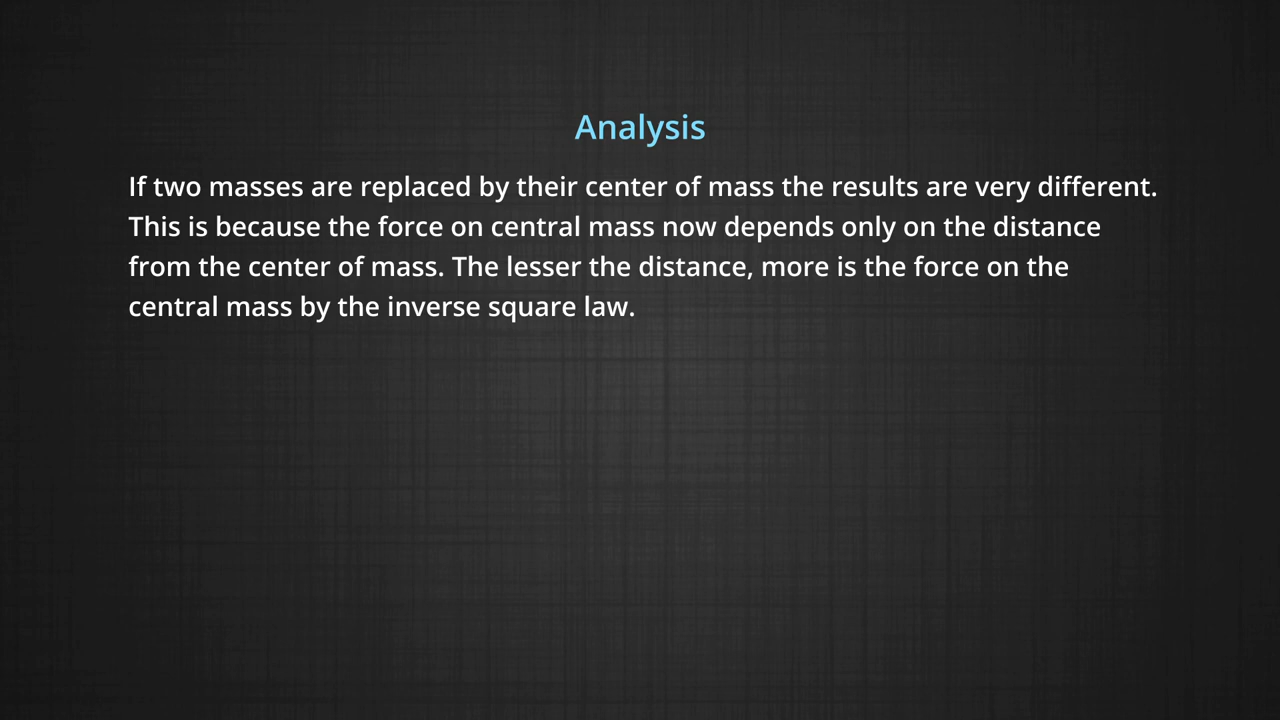 Analysis
If two masses are replaced by their center of mass the results are very different.
This is because the force on central mass now depends only on the distance
from the center of mass. The lesser the distance, more is the force on the
central mass by the inverse square law.